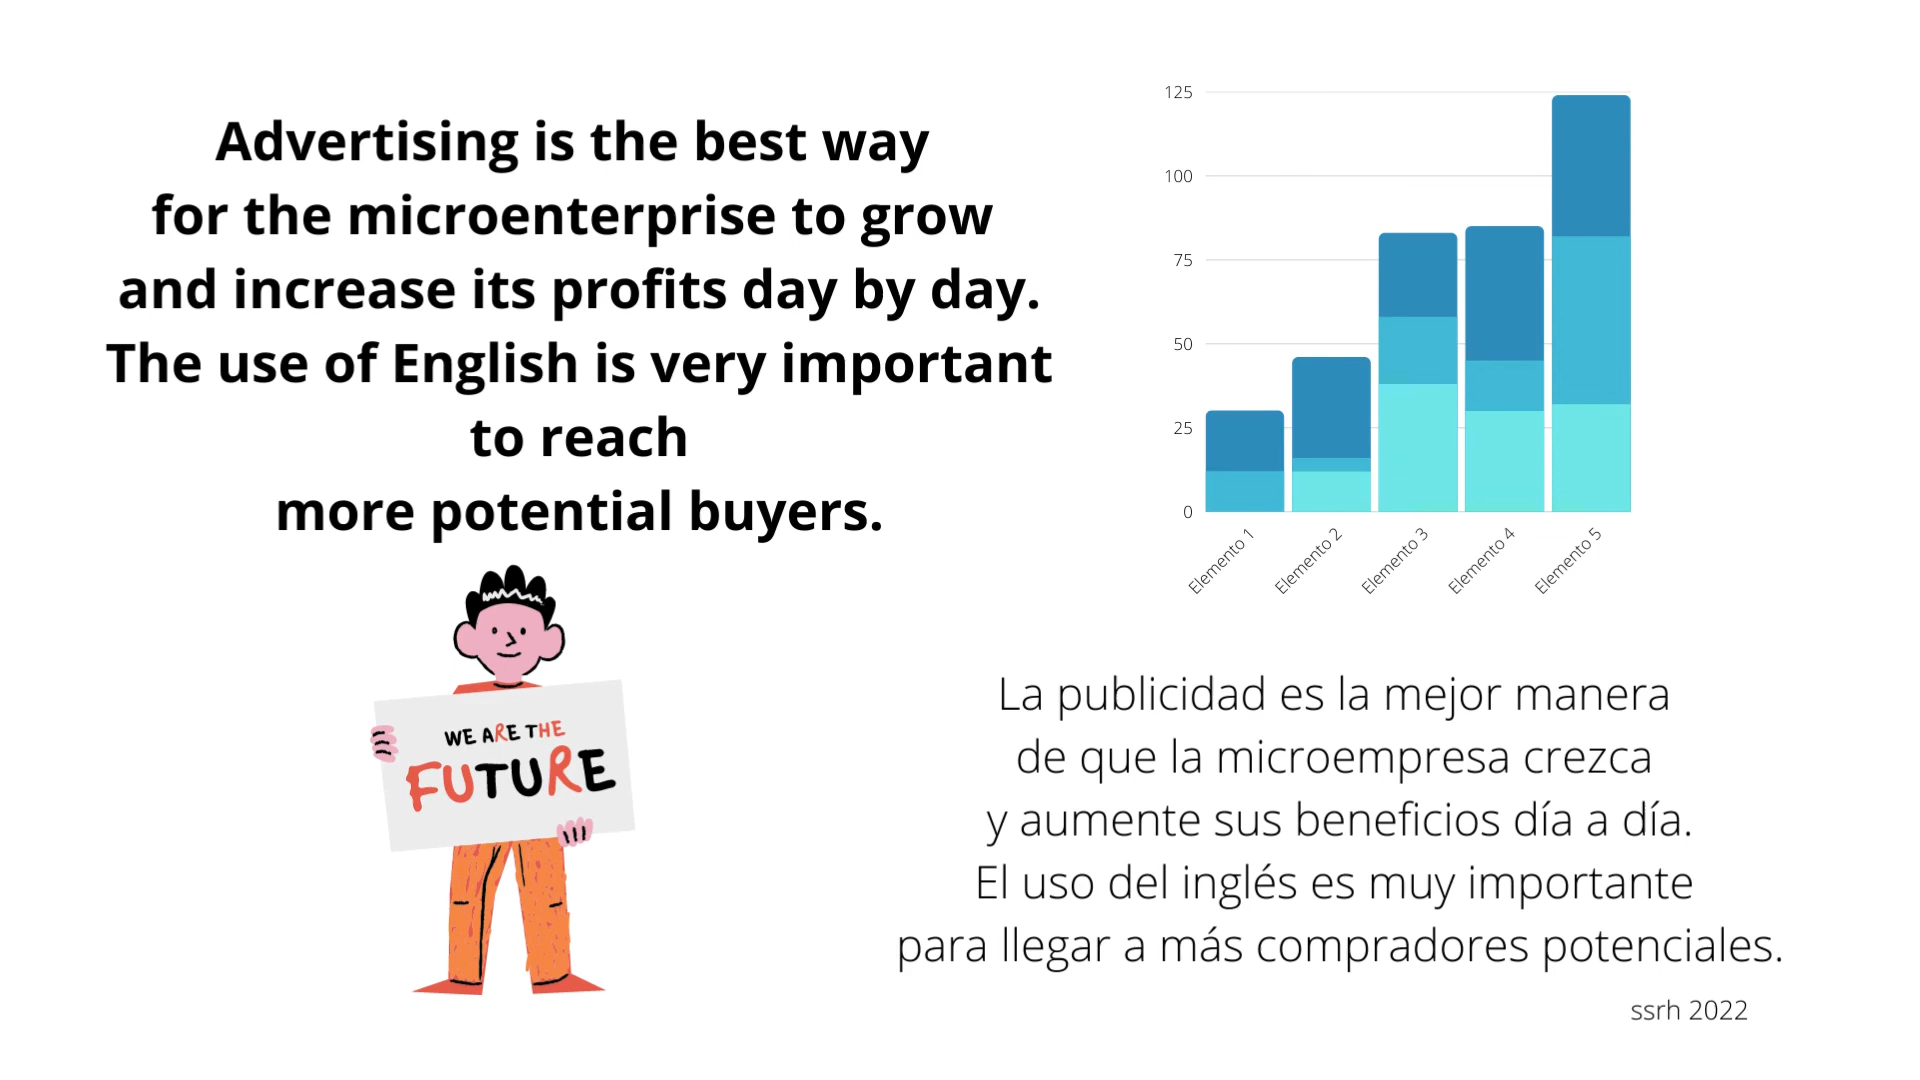 Advertising is the best way
for the microenterprise to grow
and increase its profits day by day.
The use of English is very important
to reach
more potential buyers.
125
100
75
50
25
0
Elemento 1
Elemento 2
Elemento 3
Elemento 4
Elemento 5
WE ARE THE
FUTURE
La publicidad es la mejor manera
de que la microempresa crezca
y aumente sus beneficios día a día.
El uso del inglés es muy importante
para llegar a más compradores potenciales.
ssrh 2022